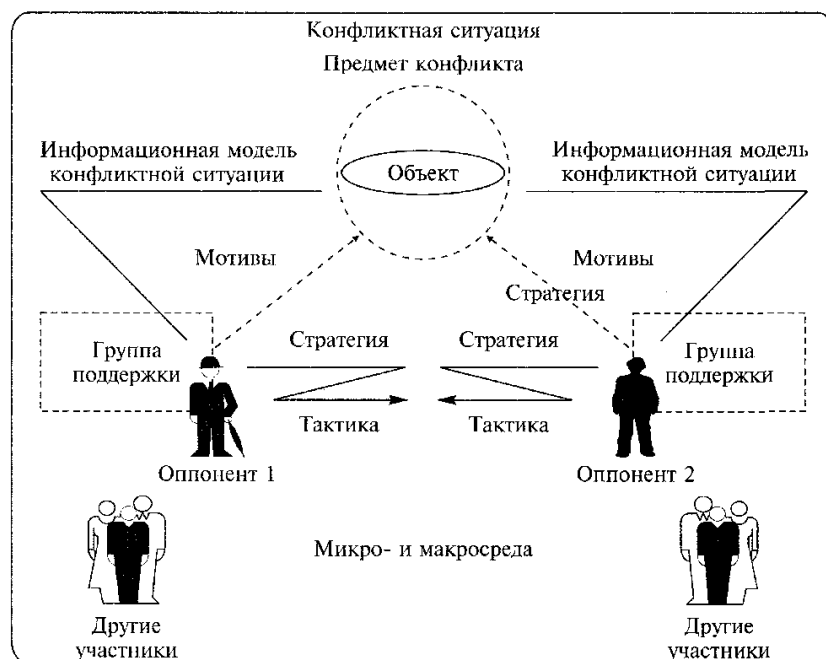 Конфликтная ситуация
Предмет конфликта
Информационная модель
конфликтной ситуации
Объект
Информационная модель
конфликтной ситуации
Мотивы
Мотивы
Стратегия
Группа
поддержки
Стратегия
Стратегия
Группа
поддержки
Тактика
Тактика
Оппонент 1
Оппонент 2
Микро- и макросреда
Другие
участники
Другие
участники